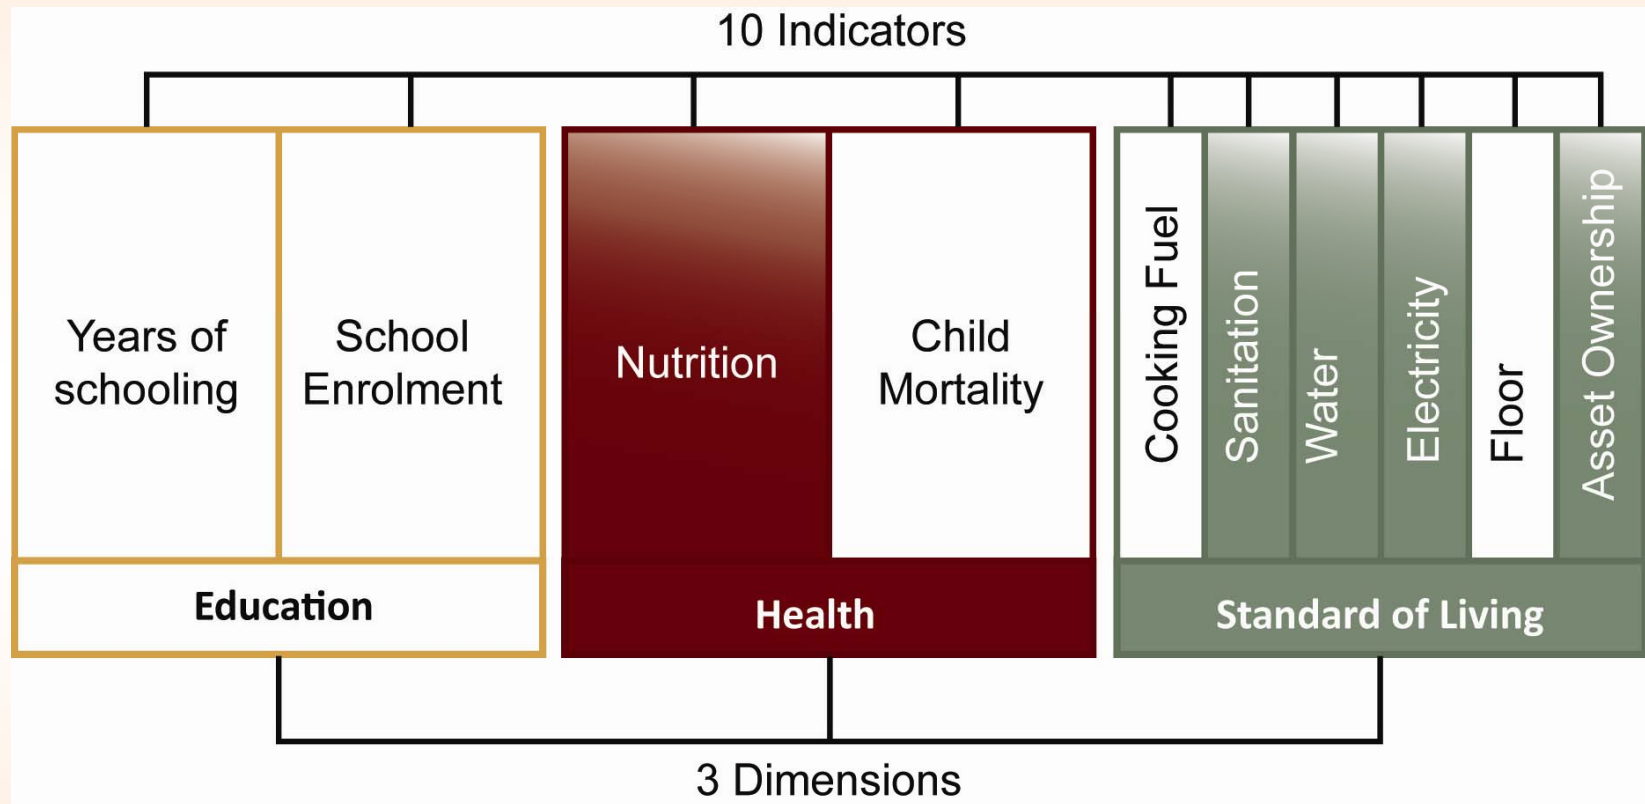 10 Indicators
Years of
schooling
School
Enrolment
Nutrition
Child
Mortality
Cooking Fuel
Sanitation
Water
Electricity
Floor
Asset Ownership
Education
Health
Standard of Living
3 Dimensions